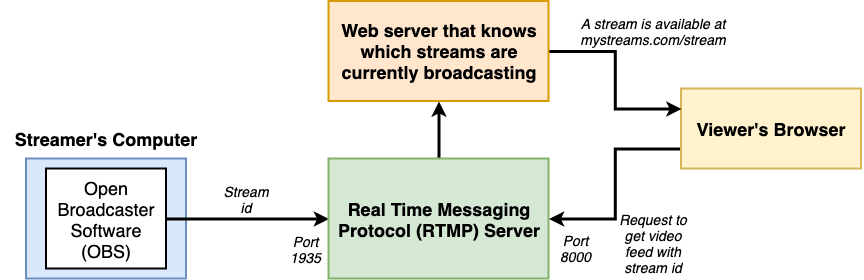 Web server that knows
which streams are
currently broadcasting
A stream is available at
mystreams.com/stream
Viewer's Browser
Streamer's Computer
Open
Broadcaster
Software
(OBS)
Stream
id
Port
1935
Real Time Messaging
Protocol (RTMP) Server
Port
8000
Request to
get video
feed with
stream id